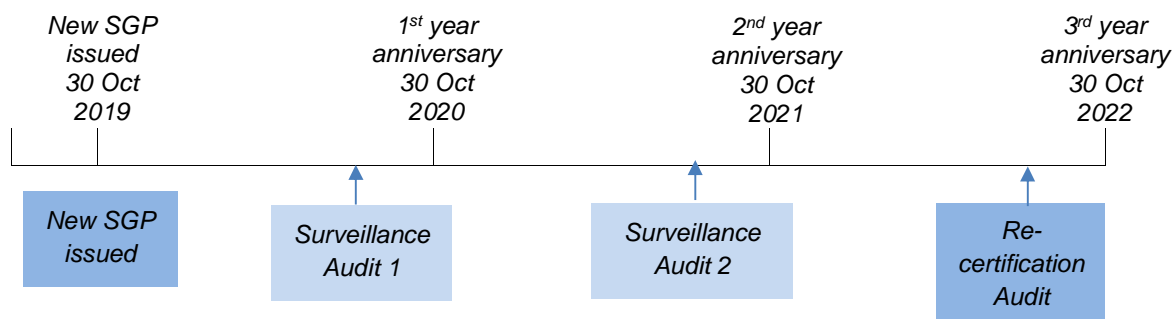 New SGP
issued
30 Oct
2019
1st year
anniversary
30 Oct
2020
2nd year
anniversary
30 Oct
2021
3rd year
anniversary
30 Oct
2022
New SGP
issued
Surveillance
Audit 1
Surveillance
Audit 2
Re-
certification
Audit